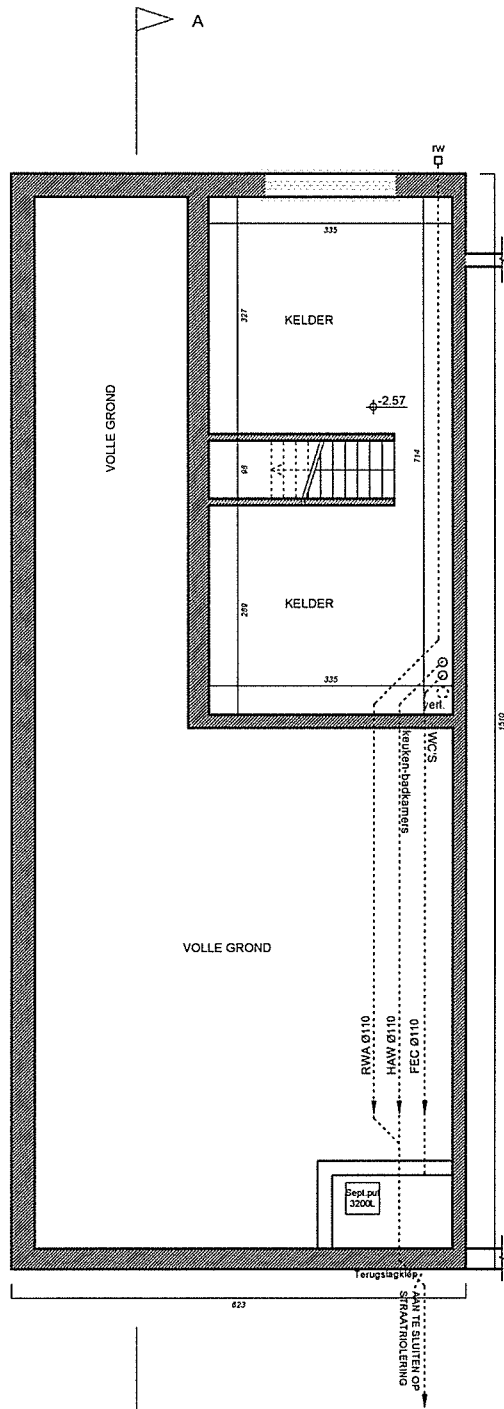 A
rw
335
327
KELDER
VOLLE GROND
-2.57
714
98
KELDER
289
335
verl.
WC'S
keuken-badkamers
1510
VOLLE GROND
RWA Ø110
HAW Ø110
FEC Ø110
Sept.put
3200L
Terugslagklep
623
AAN TE SLUITEN OP
STRAATRIOLERING